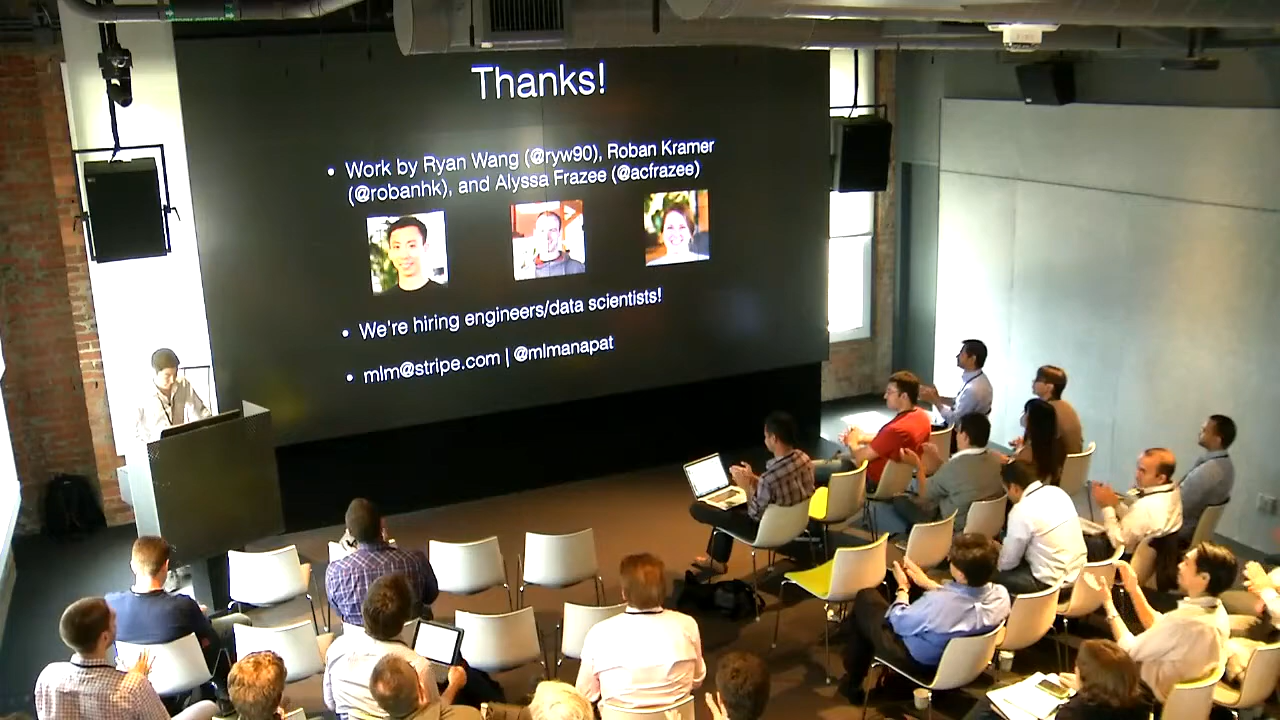 Thanks!
• Work by Ryan Wang (@ryw90), Roban Kramer
(@robanhk), and Alyssa Frazee (@acfrazee)
• We're hiring engineers/data scientists!
• mlm@stripe.com | @mlmanapat